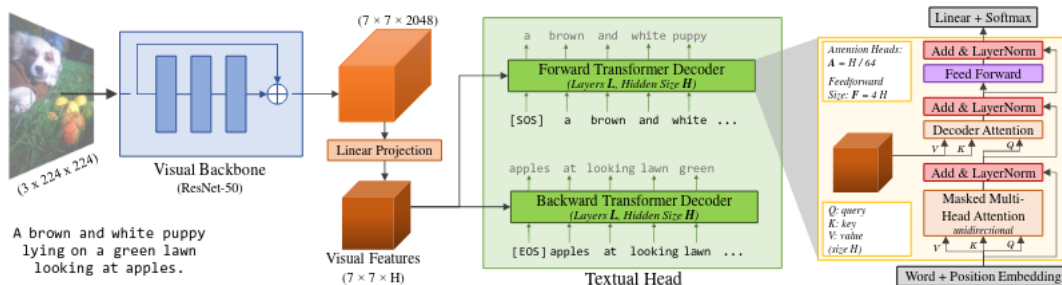 (3 x 224 x 224)
A brown and white puppy
lying on a green lawn
looking at apples.
Visual Backbone
(ResNet-50)
(7 × 7 × 2048)
Linear Projection
Visual Features
(7 × 7 × H)
a brown and white puppy
Forward Transformer Decoder
(Layers L, Hidden Size H)
[SOS] a brown and white ...
apples at looking lawn green
Backward Transformer Decoder
(Layers L, Hidden Size H)
[EOS] apples at looking lawn ...
Textual Head
Linear + Softmax
Attention Heads:
A = H / 64
Feedforward
Size: F = 4 H
Add & LayerNorm
Feed Forward
Add & LayerNorm
Decoder Attention
V K Q
Add & LayerNorm
Masked Multi-
Head Attention
unidirectional
V K Q
Q: query
K: key
V: value
(size H)
Word + Position Embedding